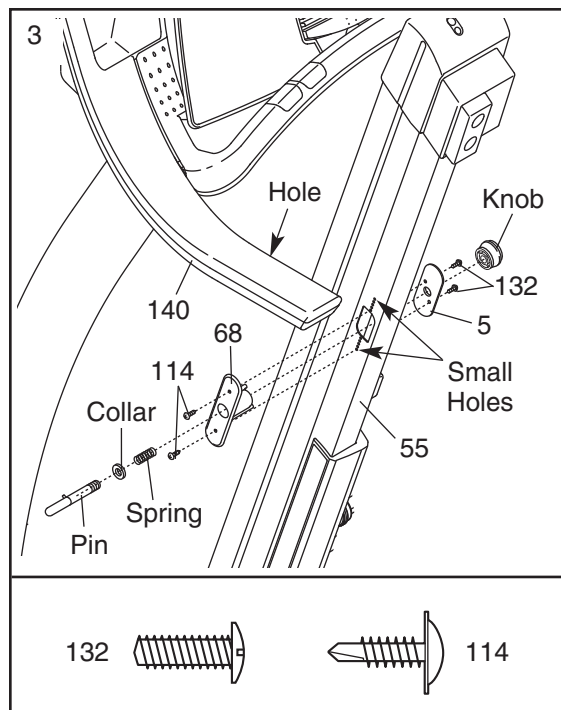 3
Hole
Knob
140
132
5
68
114
Small
Holes
Collar
55
Spring
Pin
132
114